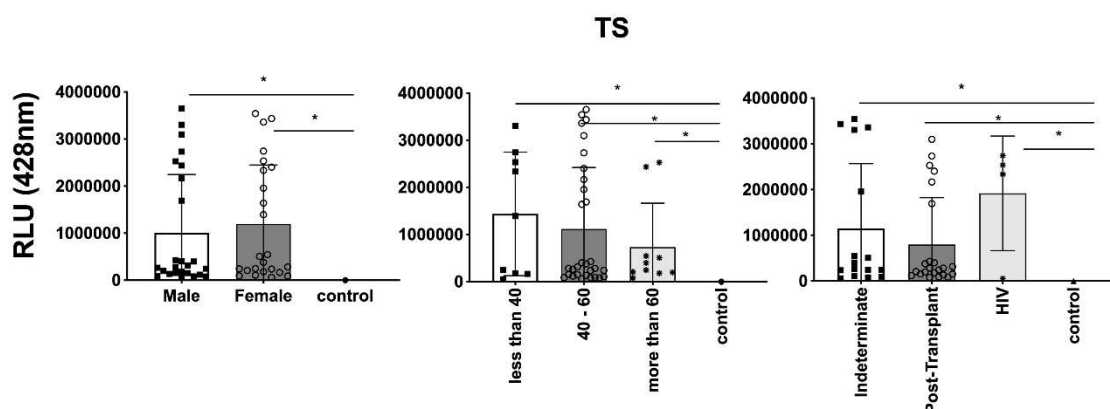 TS
RLU (428nm)
4000000
3000000
2000000
1000000
0
*
*
Male
Female
control
4000000
3000000
2000000
1000000
0
*
*
*
less than 40
40 - 60
more than 60
control
4000000
3000000
2000000
1000000
0
*
*
*
Indeterminate
Post-Transplant
HIV
control